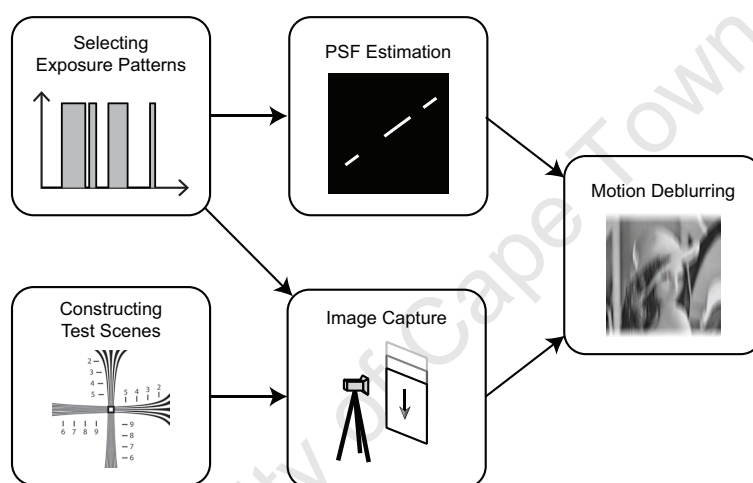 Selecting
Exposure Patterns
PSF Estimation
Motion Deblurring
Constructing
Test Scenes
2
3
4
5
5 4 3 2
6 7 8 9
9
8
7
6
Image Capture
ity of Cape Town